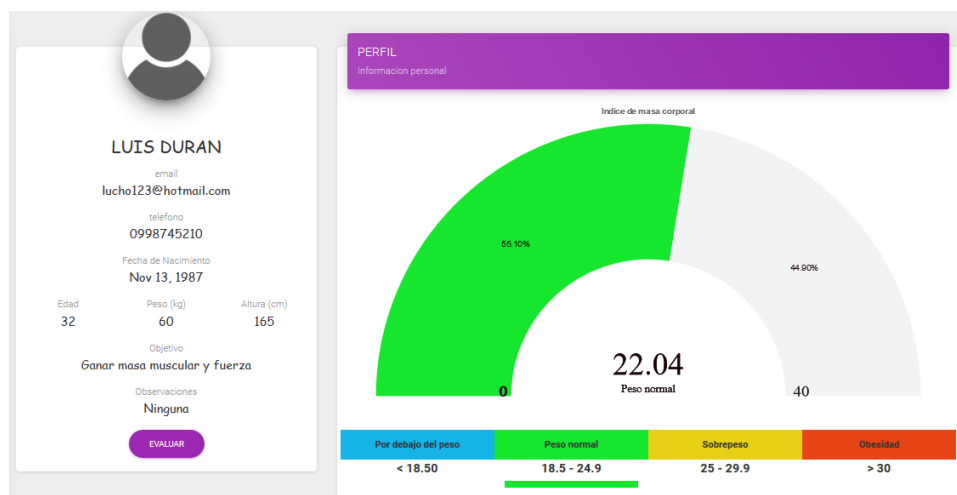 LUIS DURAN
email
lucho123@hotmail.com
telefono
0998745210
Fecha de Nacimiento
Nov 13, 1987
Edad Peso (kg) Altura (cm)
32 60 165
Objetivo
Ganar masa muscular y fuerza
Observaciones
Ninguna
EVALUAR
PERFIL
Informacion personal
Indice de masa corporal
55.10%
44.90%
22.04
Peso normal
0 40
Por debajo del peso Peso normal Sobrepeso Obesidad
< 18.50 18.5 - 24.9 25 - 29.9 > 30